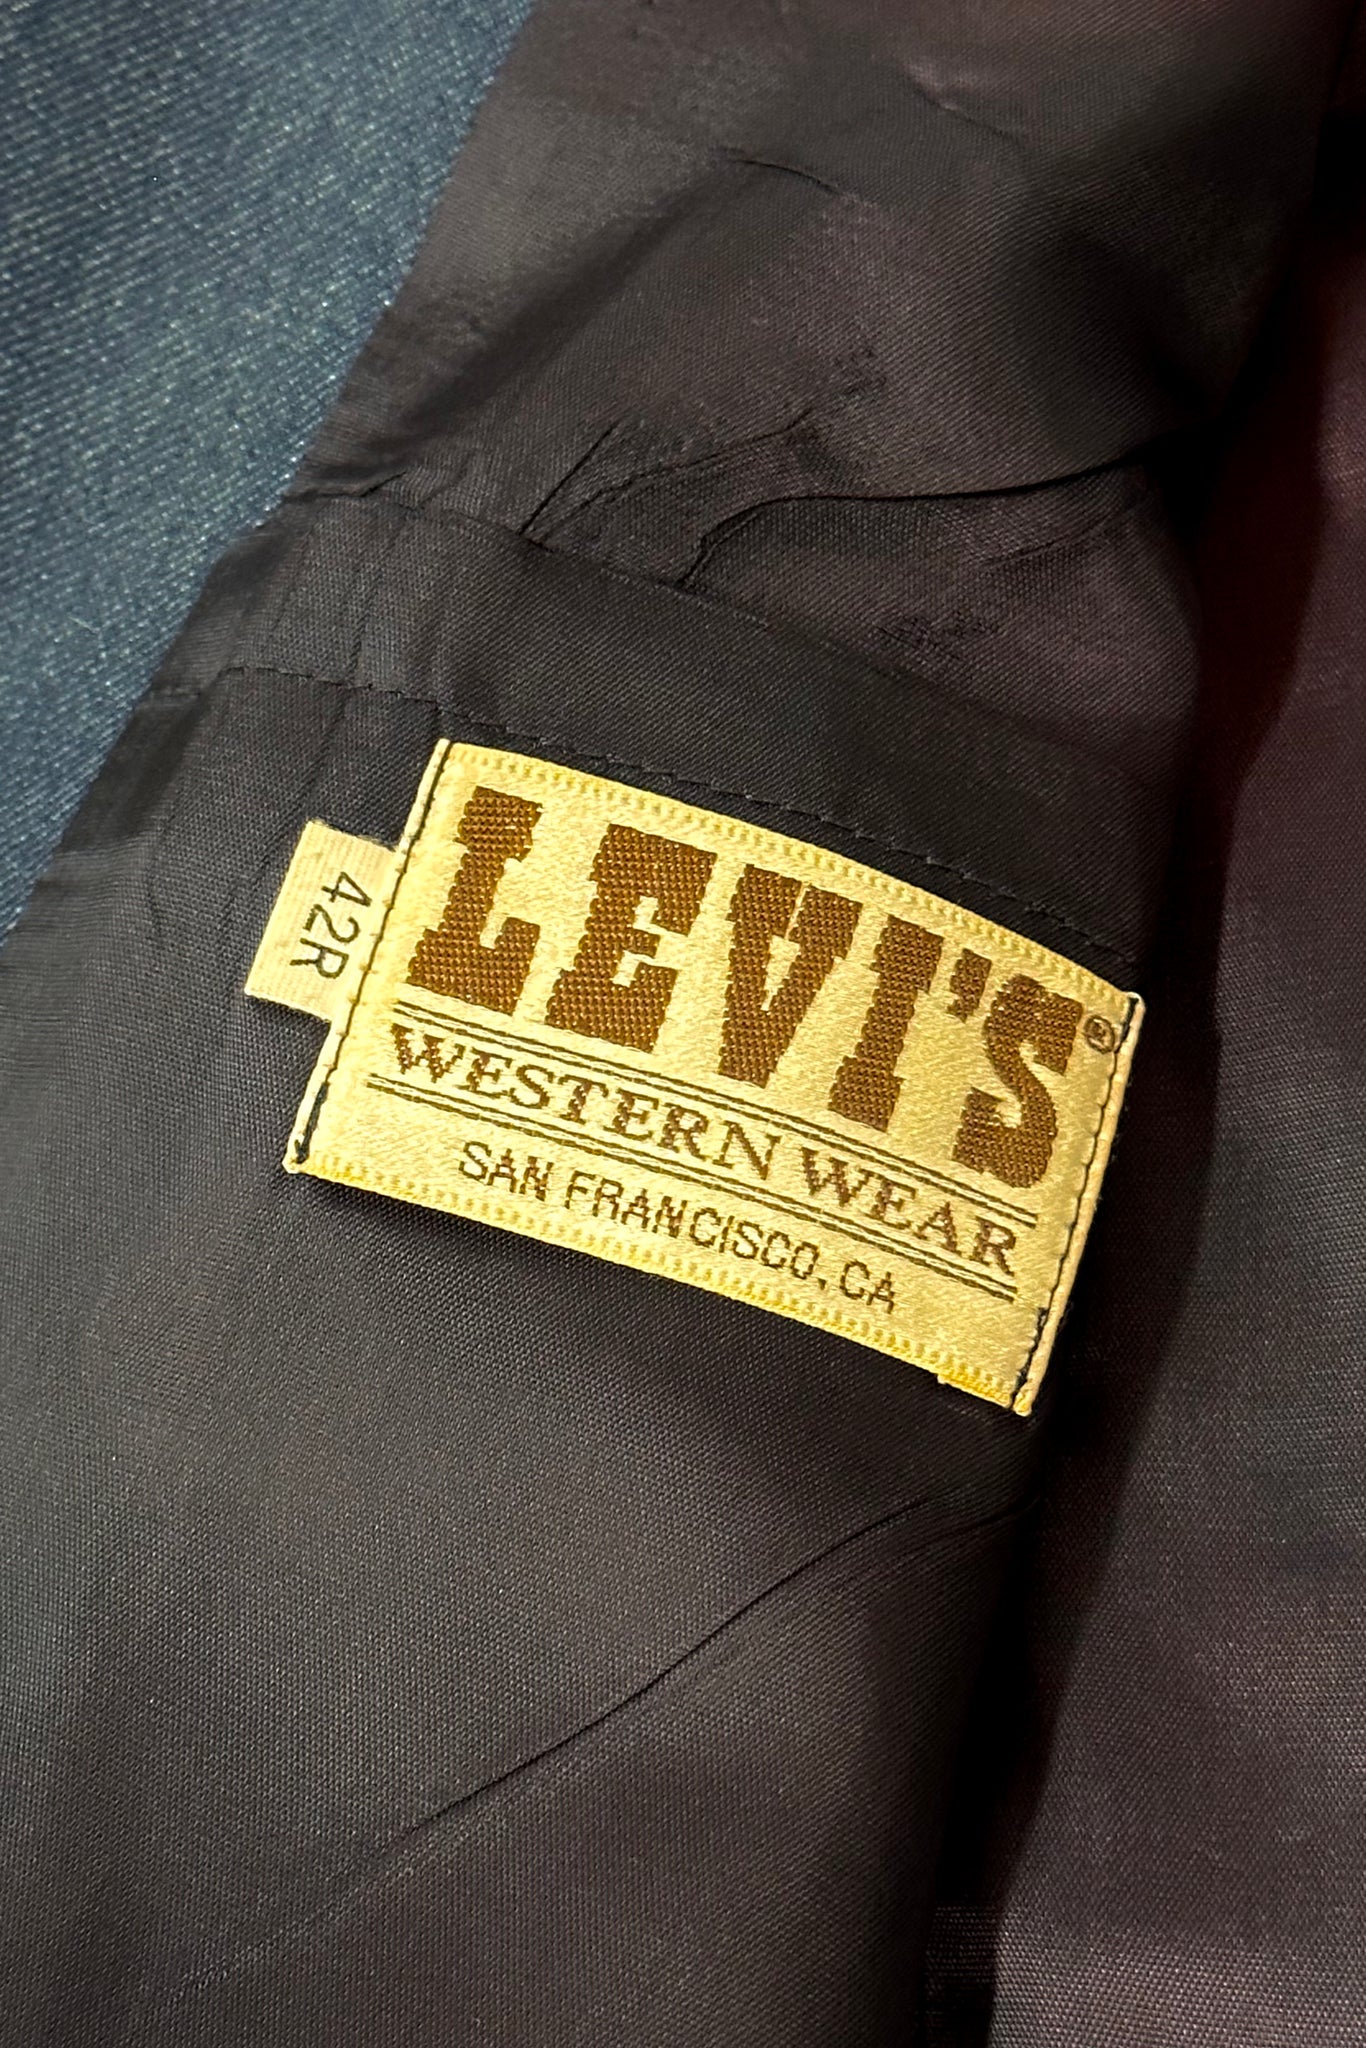 LEVI'S®
WESTERN WEAR
SAN FRANCISCO, CA
42R